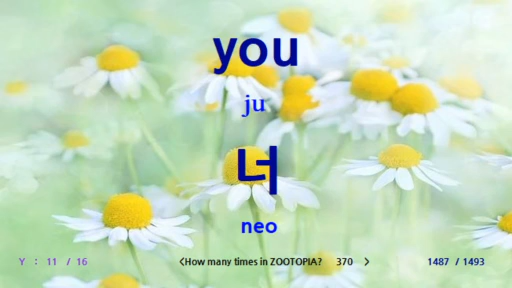 you
ju
너
neo
Y : 11 / 16 <How many times in ZOOTOPIA? 370 > 1487 / 1493